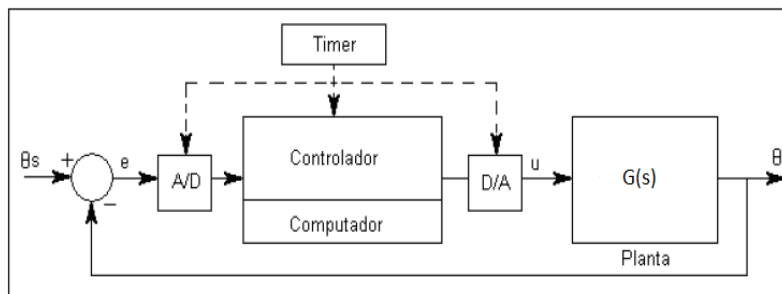 Timer
θs
+
e
A/D
Controlador
Computador
D/A
u
G(s)
θ
−
Planta